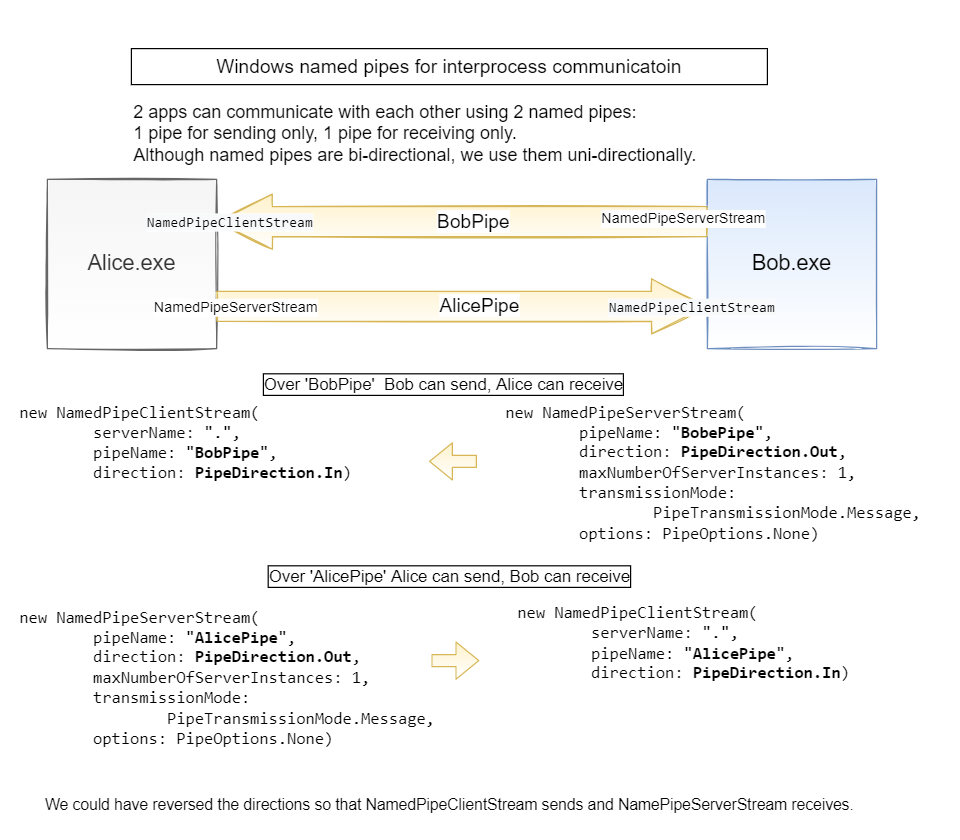 Windows named pipes for interprocess communicatoin
2 apps can communicate with each other using 2 named pipes:
1 pipe for sending only, 1 pipe for receiving only.
Although named pipes are bi-directional, we use them uni-directionally.
NamedPipeClientStream
BobPipe
NamedPipeServerStream
Alice.exe
Bob.exe
NamedPipeServerStream
AlicePipe
NamedPipeClientStream
Over 'BobPipe'  Bob can send, Alice can receive
new NamedPipeClientStream(
serverName: ".",
pipeName: "BobPipe",
direction: PipeDirection.In)
new NamedPipeServerStream(
pipeName: "BobePipe",
direction: PipeDirection.Out,
maxNumberOfServerInstances: 1,
transmissionMode:
PipeTransmissionMode.Message,
options: PipeOptions.None)
Over 'AlicePipe' Alice can send, Bob can receive
new NamedPipeServerStream(
pipeName: "AlicePipe",
direction: PipeDirection.Out,
maxNumberOfServerInstances: 1,
transmissionMode:
PipeTransmissionMode.Message,
options: PipeOptions.None)
new NamedPipeClientStream(
serverName: ".",
pipeName: "AlicePipe",
direction: PipeDirection.In)
We could have reversed the directions so that NamedPipeClientStream sends and NamePipeServerStream receives.